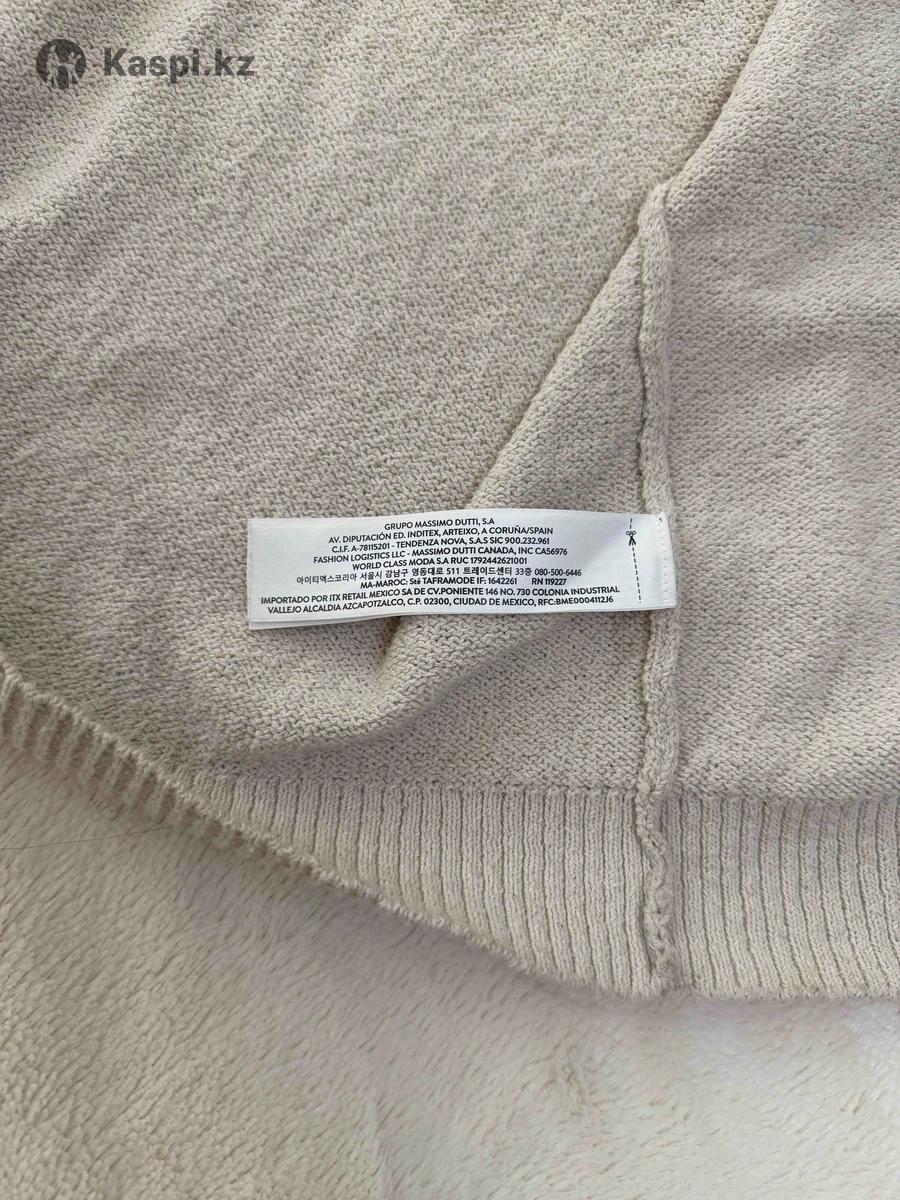 Kaspi.kz
GRUPO MASSIMO DUTTI, S.A
AV. DIPUTACIÓN ED. INDITEX, ARTEIXO, A CORUÑA/SPAIN
C.I.F. A-78115201 - TENDENZA NOVA, S.A.S SIC 900.232.961
FASHION LOGISTICS LLC - MASSIMO DUTTI CANADA, INC CA56976
WORLD CLASS MODA S.A RUC 1792442621001
아이티엑스코리아 서울시 강남구 영동대로 511 트레이드센터 33층 080-500-6446
MA-MAROC: Sté TAFRAMODE IF: 1642261 RN 119227
IMPORTADO POR ITX RETAIL MEXICO SA DE CV.PONIENTE 146 NO. 730 COLONIA INDUSTRIAL
VALLEJO ALCALDIA AZCAPOTZALCO, C.P. 02300, CIUDAD DE MEXICO, RFC:BME0004112J6